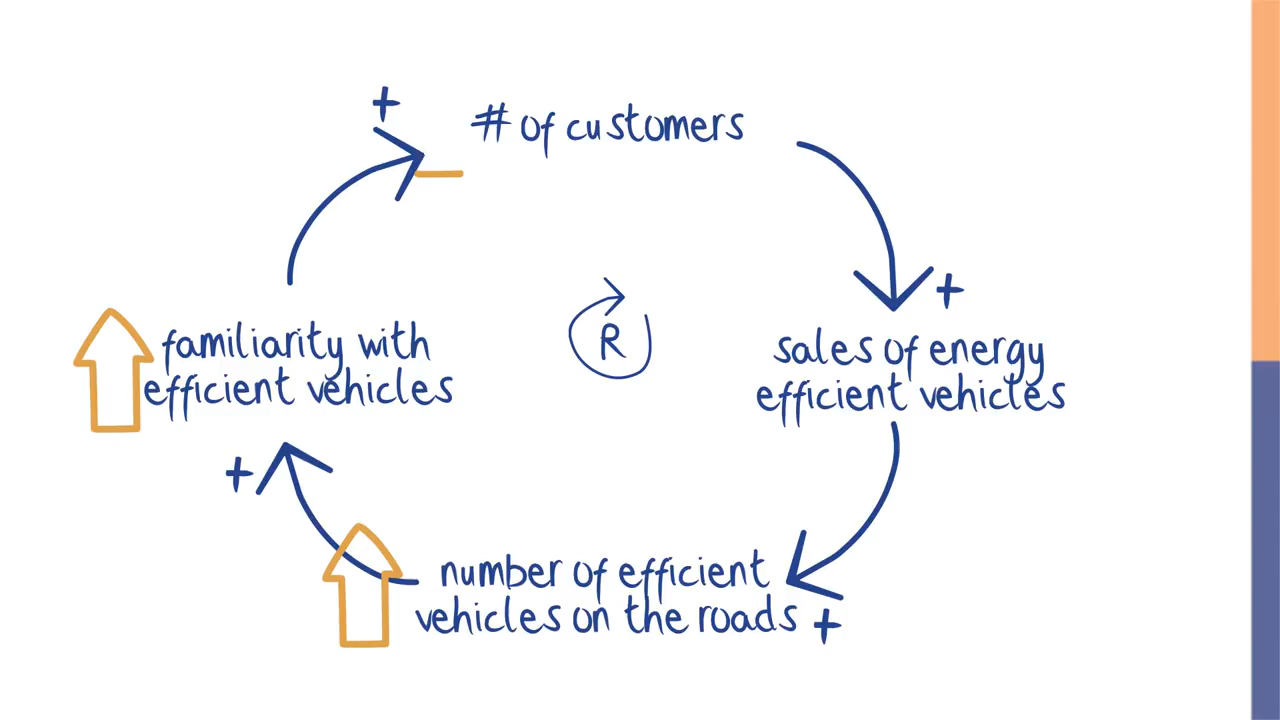 +
# of customers
+
R
familiarity with
efficient vehicles
sales of energy
efficient vehicles
+
number of efficient
vehicles on the roads
+